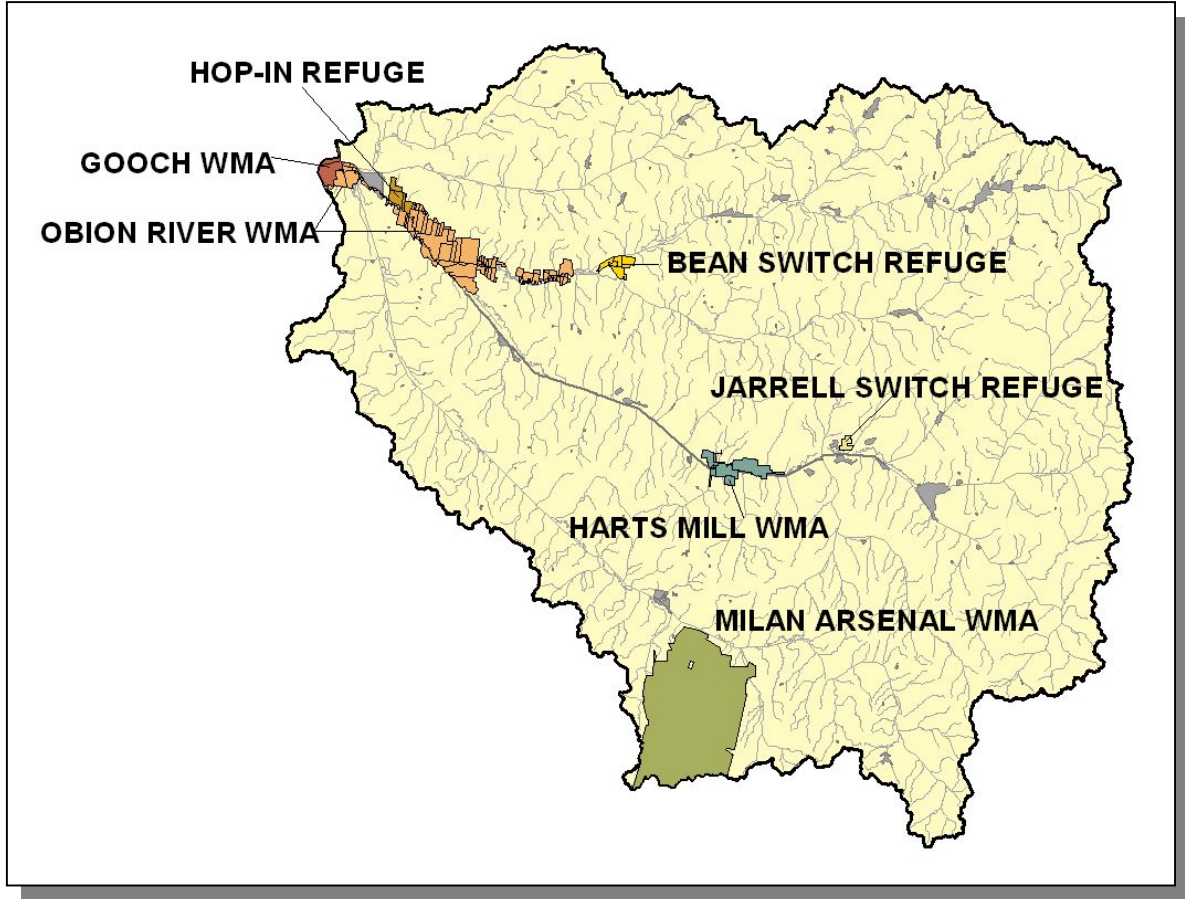 HOP-IN REFUGE
GOOCH WMA
OBION RIVER WMA
BEAN SWITCH REFUGE
JARRELL SWITCH REFUGE
HARTS MILL WMA
MILAN ARSENAL WMA